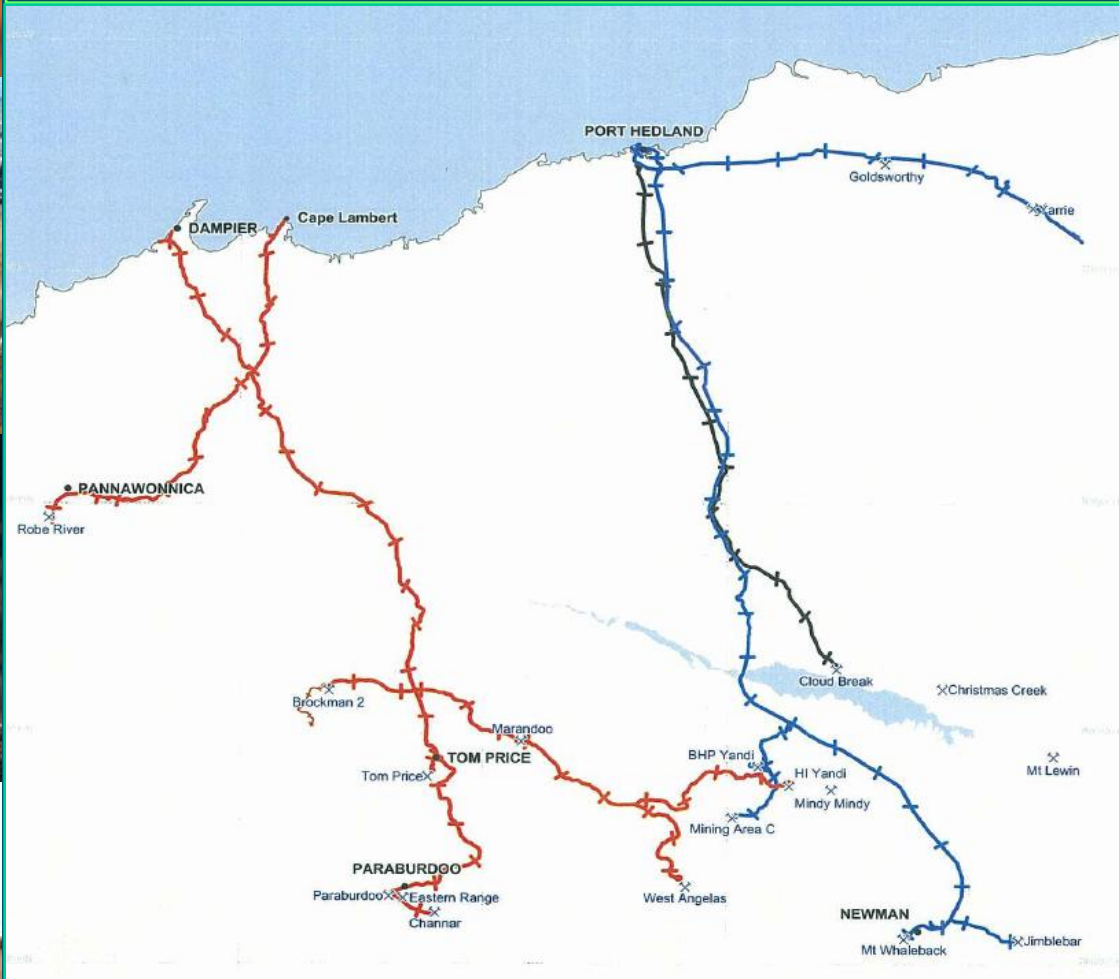 PORT HEDLAND
Goldsworthy
Yarrie
Cape Lambert
DAMPIER
PANNAWONNICA
Robe River
Cloud Break
Christmas Creek
Brockman 2
Marandoo
TOM PRICE
Tom Price
BHP Yandi
HI Yandi
Mt Lewin
Mindy Mindy
Mining Area C
PARABURDOO
Paraburdoo
Eastern Range
Channar
West Angelas
NEWMAN
Mt Whaleback
Jimblebar